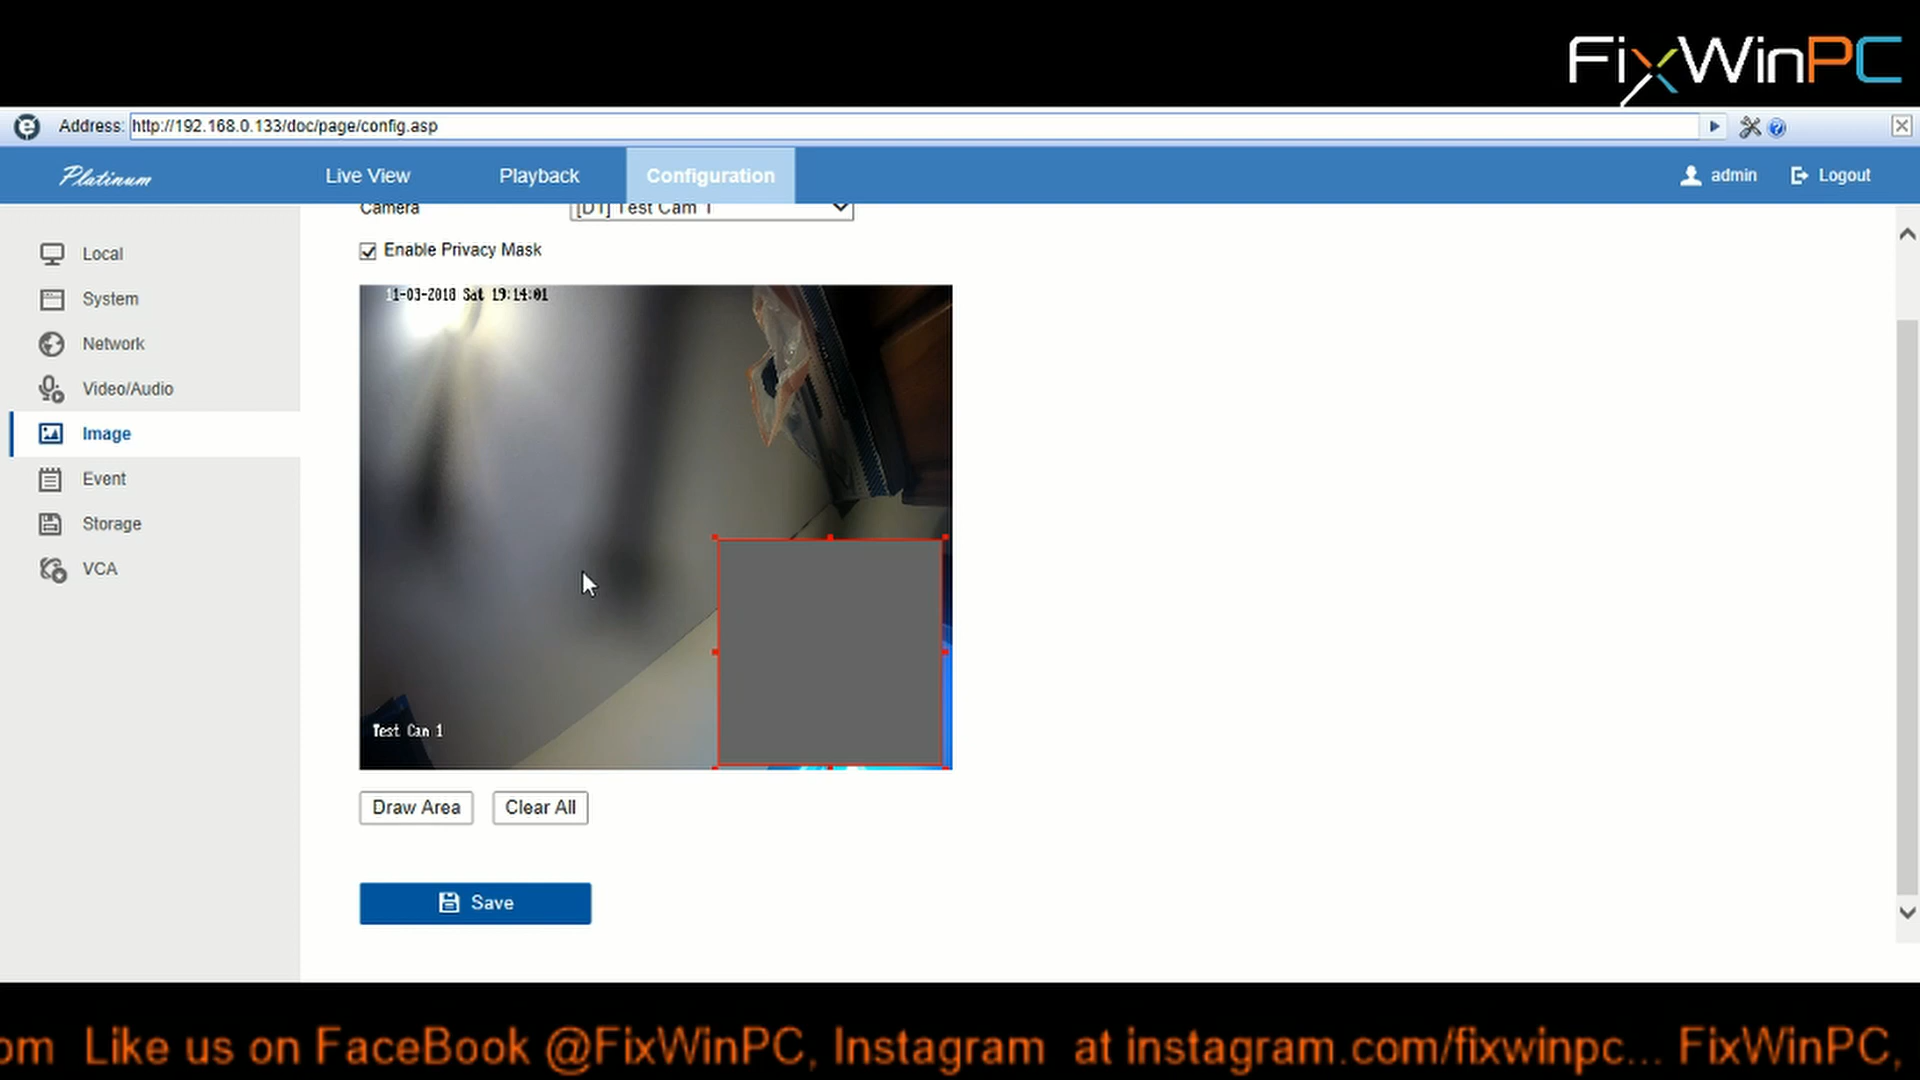 FixWinPC
Address: http://192.168.0.133/doc/page/config.asp
Platinum Live View Playback Configuration admin Logout
Camera [D1] Test Cam 1
Local
Enable Privacy Mask
System
11-03-2018 Sat 19:14:01
Network
Video/Audio
Image
Event
Storage
VCA
Test Cam 1
Draw Area Clear All
Save
om Like us on FaceBook @FixWinPC, Instagram at instagram.com/fixwinpc... FixWinPC,